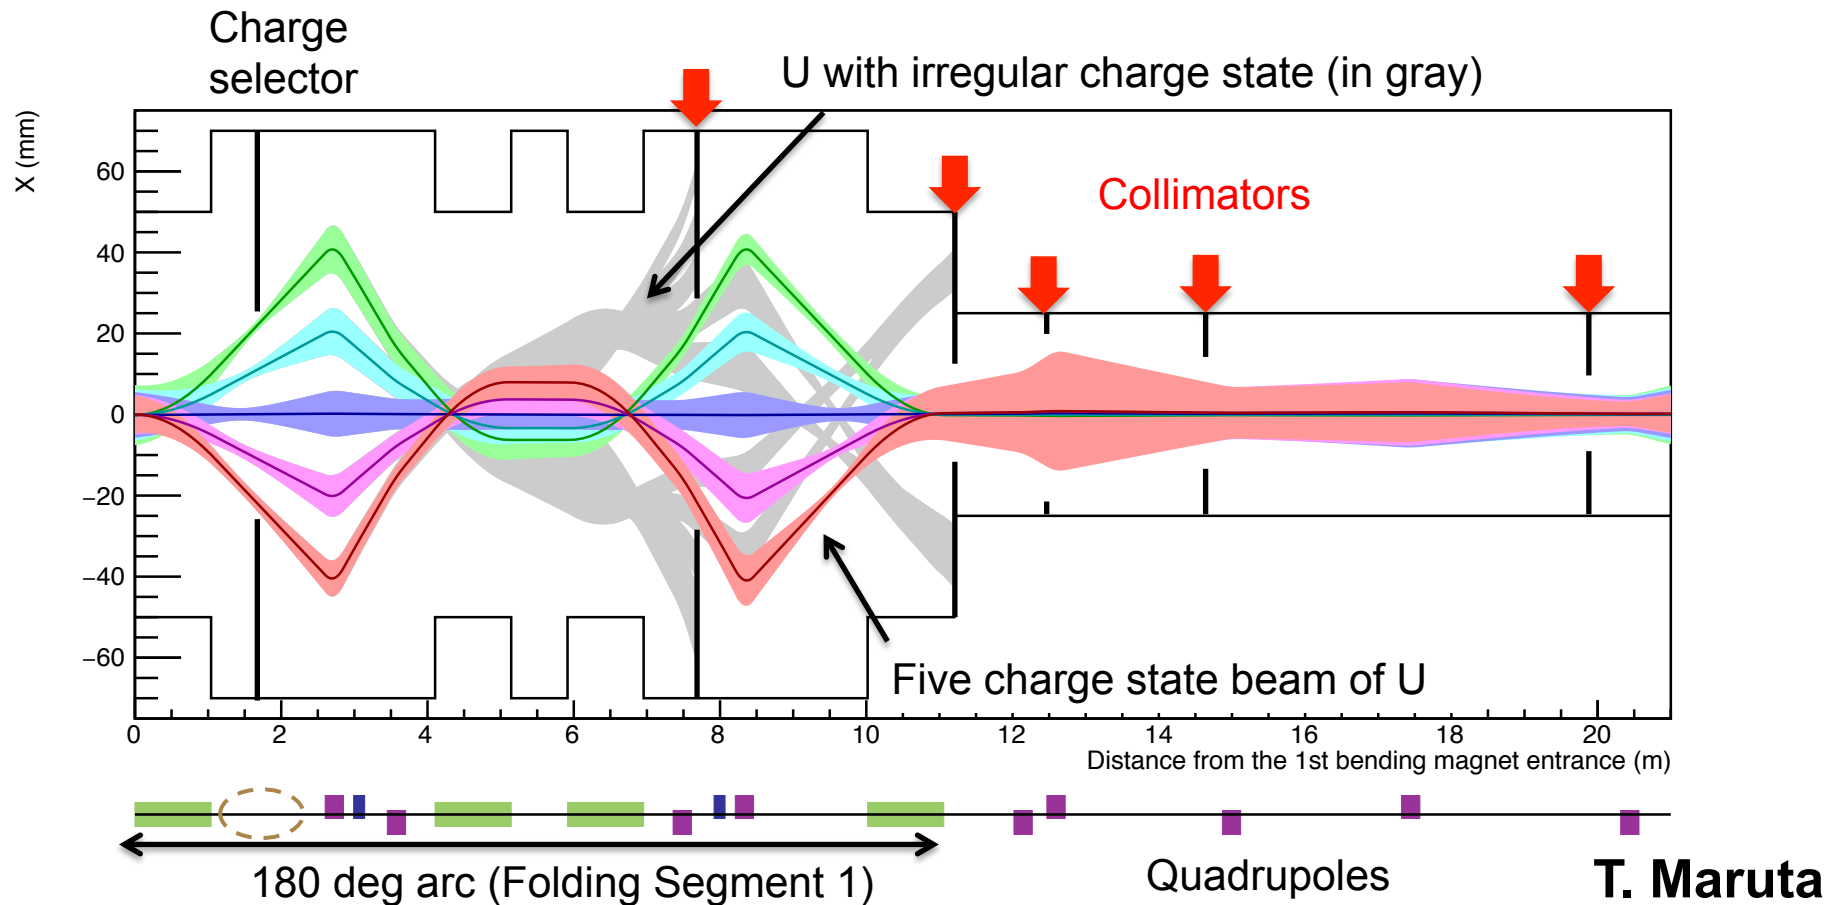 Charge
selector
U with irregular charge state (in gray)
X (mm)
60
40
20
0
−20
−40
−60
Collimators
Five charge state beam of U
0 2 4 6 8 10 12 14 16 18 20
Distance from the 1st bending magnet entrance (m)
180 deg arc (Folding Segment 1)
Quadrupoles
T. Maruta